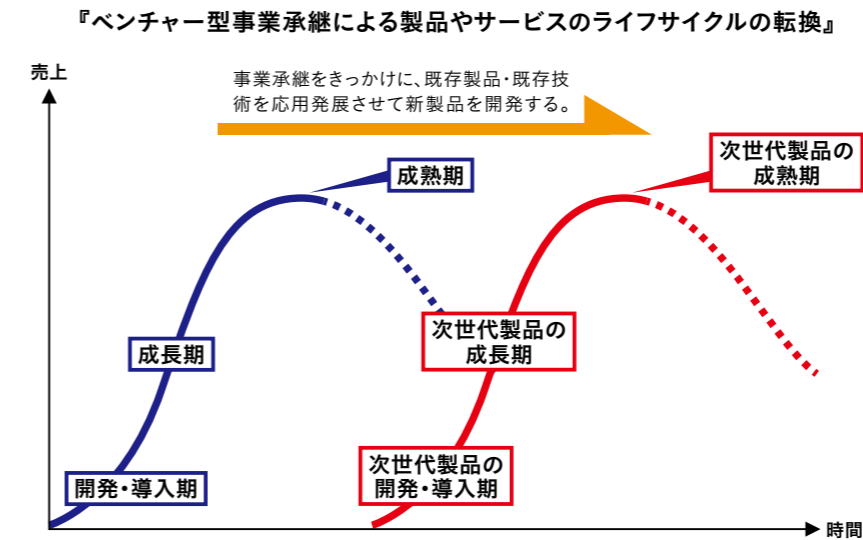 『ベンチャー型事業承継による製品やサービスのライフサイクルの転換』
売上
事業承継をきっかけに、既存製品・既存技
術を応用発展させて新製品を開発する。
成熟期
次世代製品の
成熟期
成長期
次世代製品の
成長期
開発・導入期
次世代製品の
開発・導入期
時間